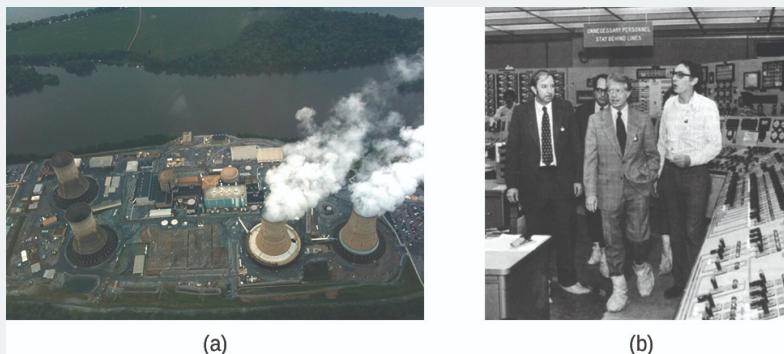 UNNECESSARY PERSONNEL
STAY BEHIND LINES
(a)
(b)